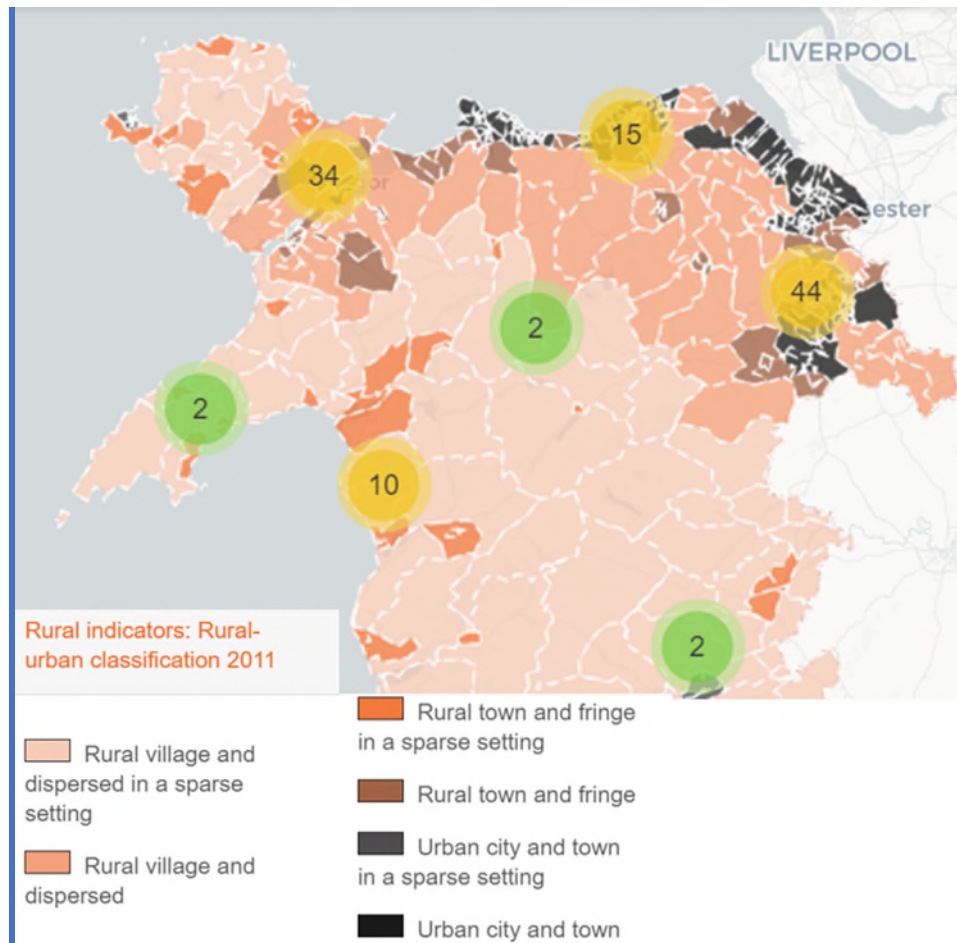 LIVERPOOL
15
34
or
ester
44
2
2
10
2
Rural indicators: Rural-
urban classification 2011
Rural village and
dispersed in a sparse
setting
Rural village and
dispersed
Rural town and fringe
in a sparse setting
Rural town and fringe
Urban city and town
in a sparse setting
Urban city and town